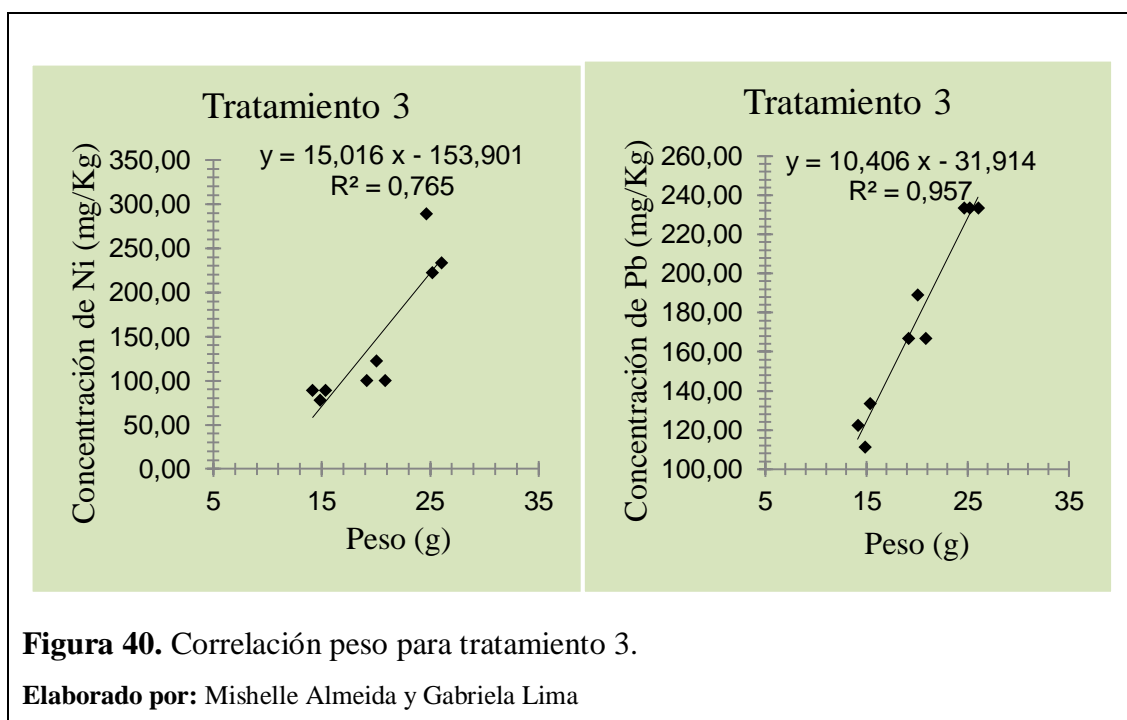 Tratamiento 3
y = 15,016 x - 153,901
R² = 0,765
Concentración de Ni (mg/Kg)
350,00
300,00
250,00
200,00
150,00
100,00
50,00
0,00
5 15 25 35
Peso (g)
Tratamiento 3
y = 10,406 x - 31,914
R² = 0,957
Concentración de Pb (mg/Kg)
260,00
240,00
220,00
200,00
180,00
160,00
140,00
120,00
100,00
5 15 25 35
Peso (g)
Figura 40. Correlación peso para tratamiento 3.
Elaborado por: Mishelle Almeida y Gabriela Lima